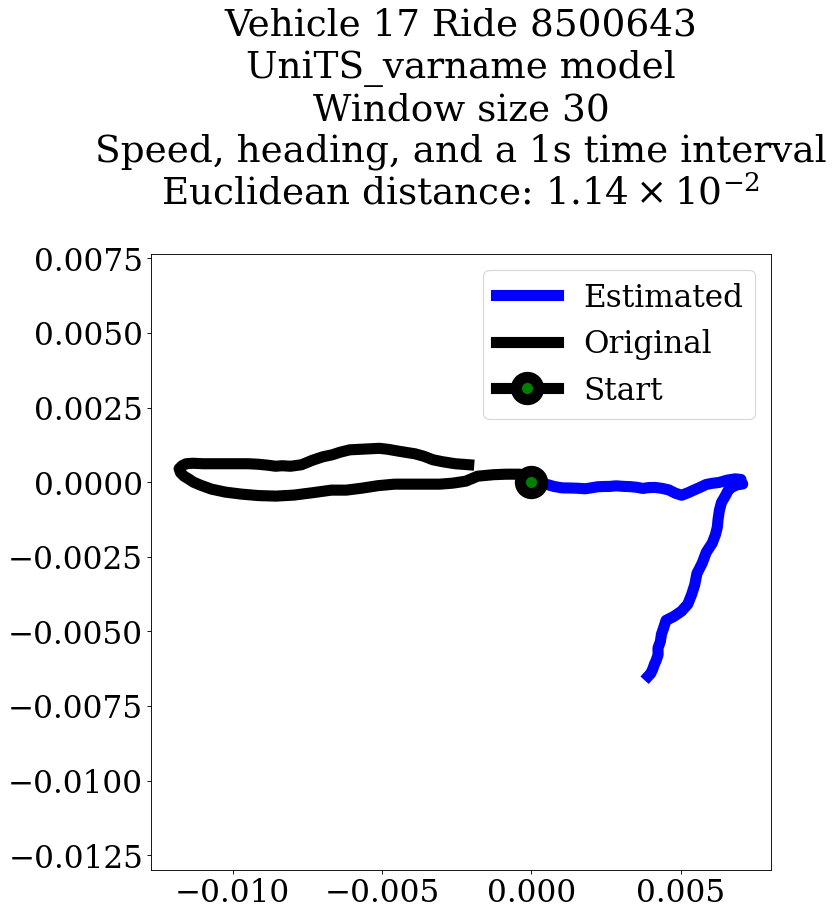 Vehicle 17 Ride 8500643
UniTS_varname model
Window size 30
Speed, heading, and a 1s time interval
Euclidean distance: 1.14 × 10⁻²
Estimated
Original
Start
0.0075
0.0050
0.0025
0.0000
−0.0025
−0.0050
−0.0075
−0.0100
−0.0125
−0.010 −0.005 0.000 0.005